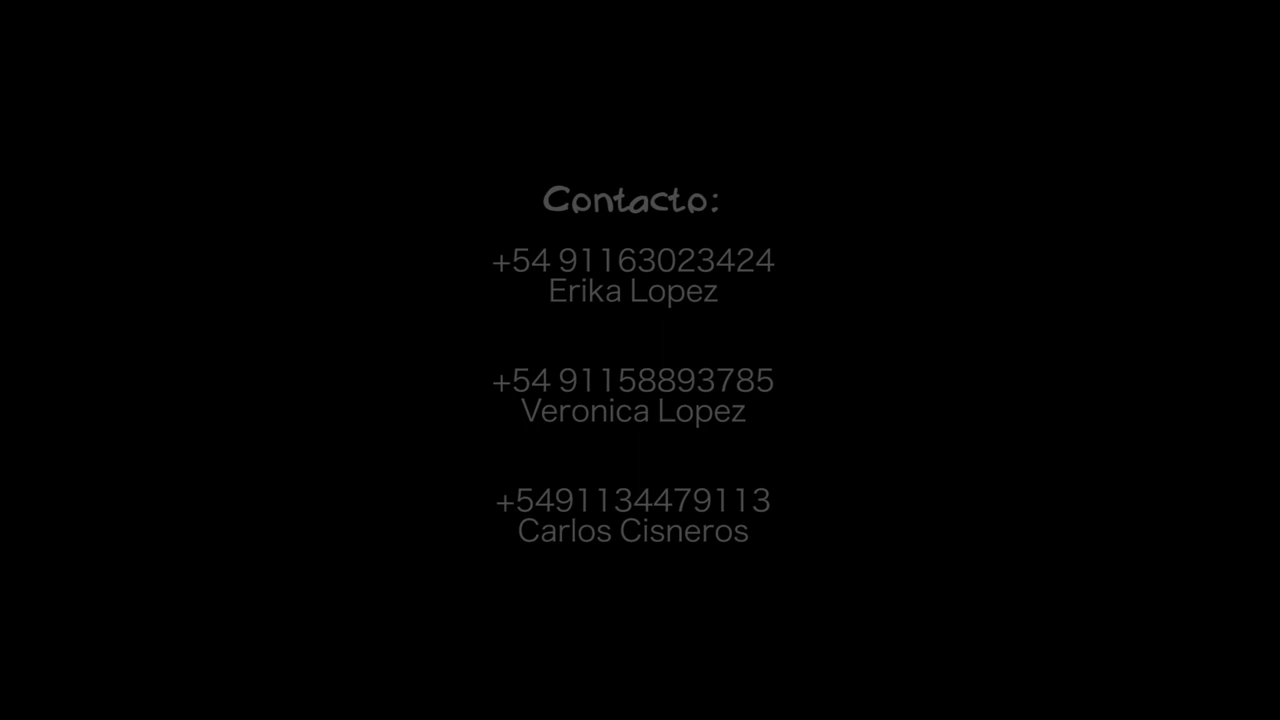 Contacto:
+54 91163023424
Erika Lopez
+54 91158893785
Veronica Lopez
+5491134479113
Carlos Cisneros